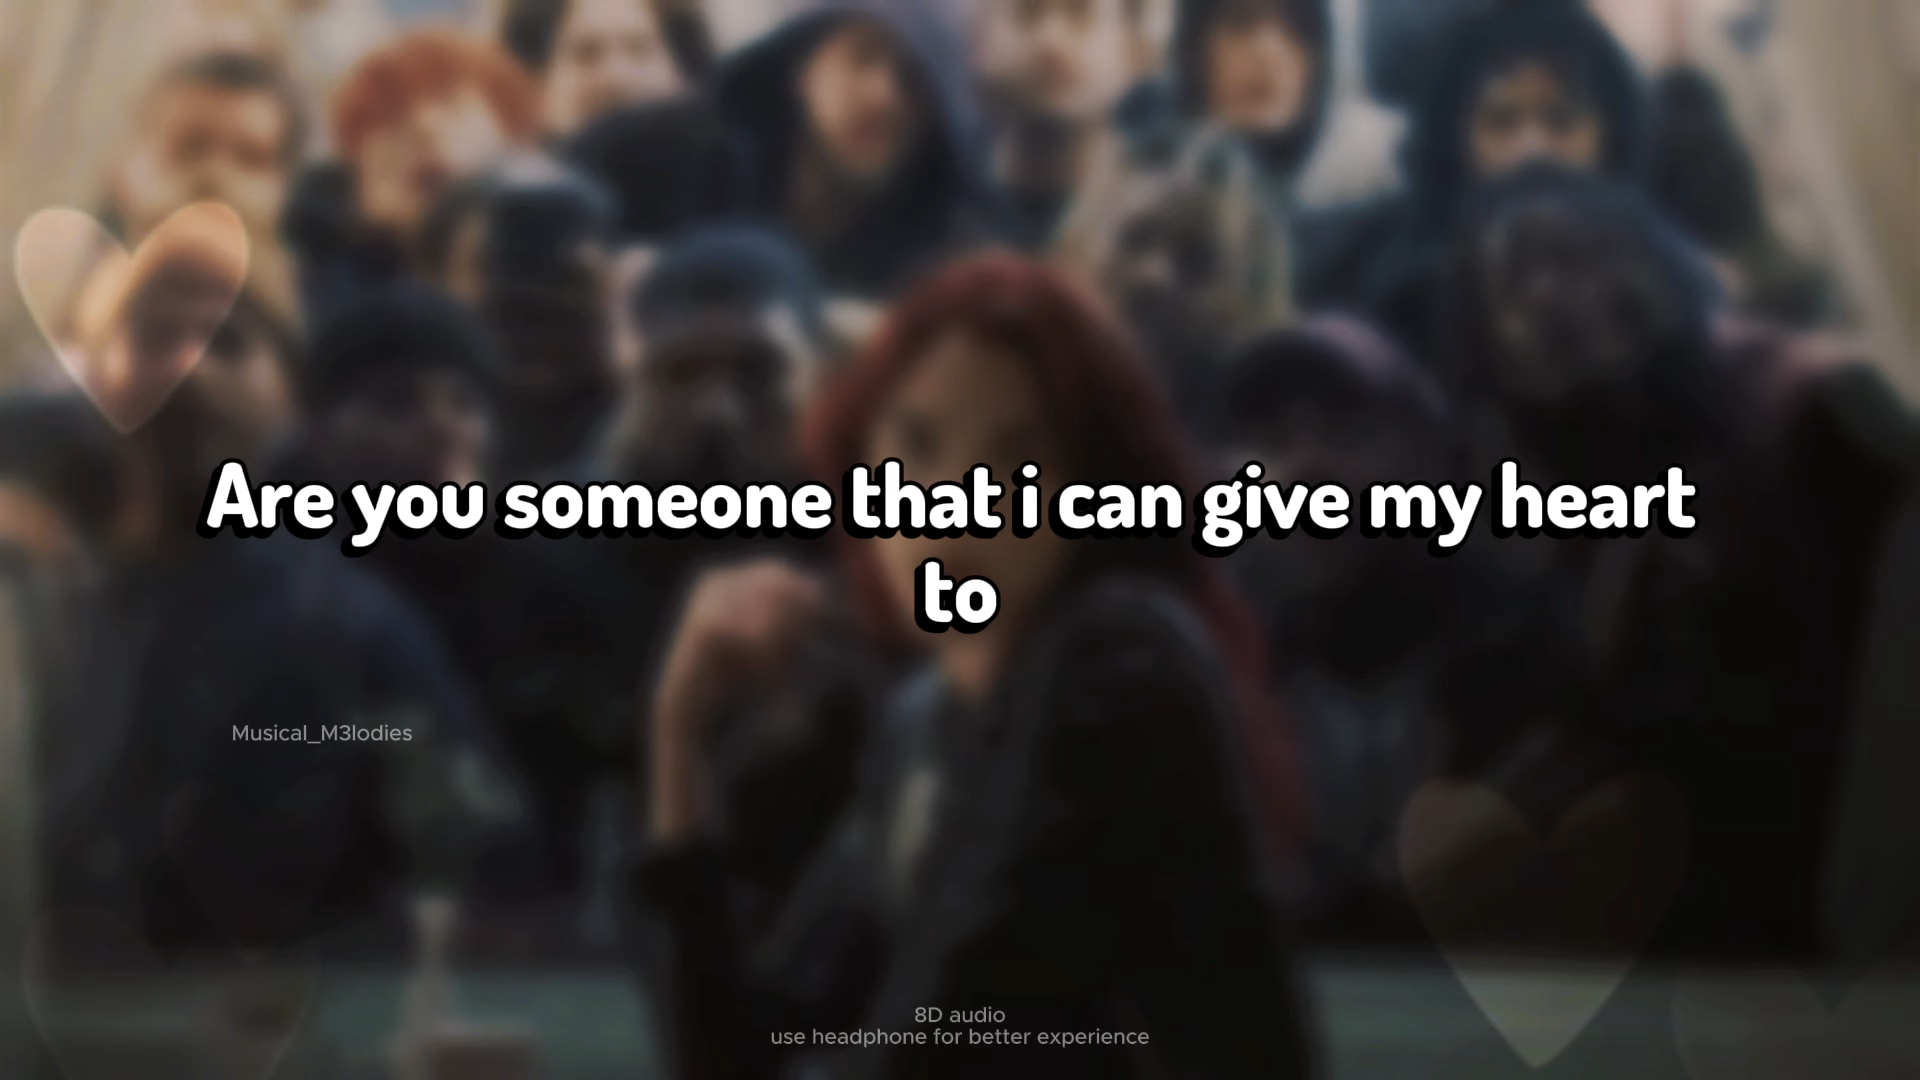 Are you someone that i can give my heart
to
Musical_M3lodies
8D audio
use headphone for better experience